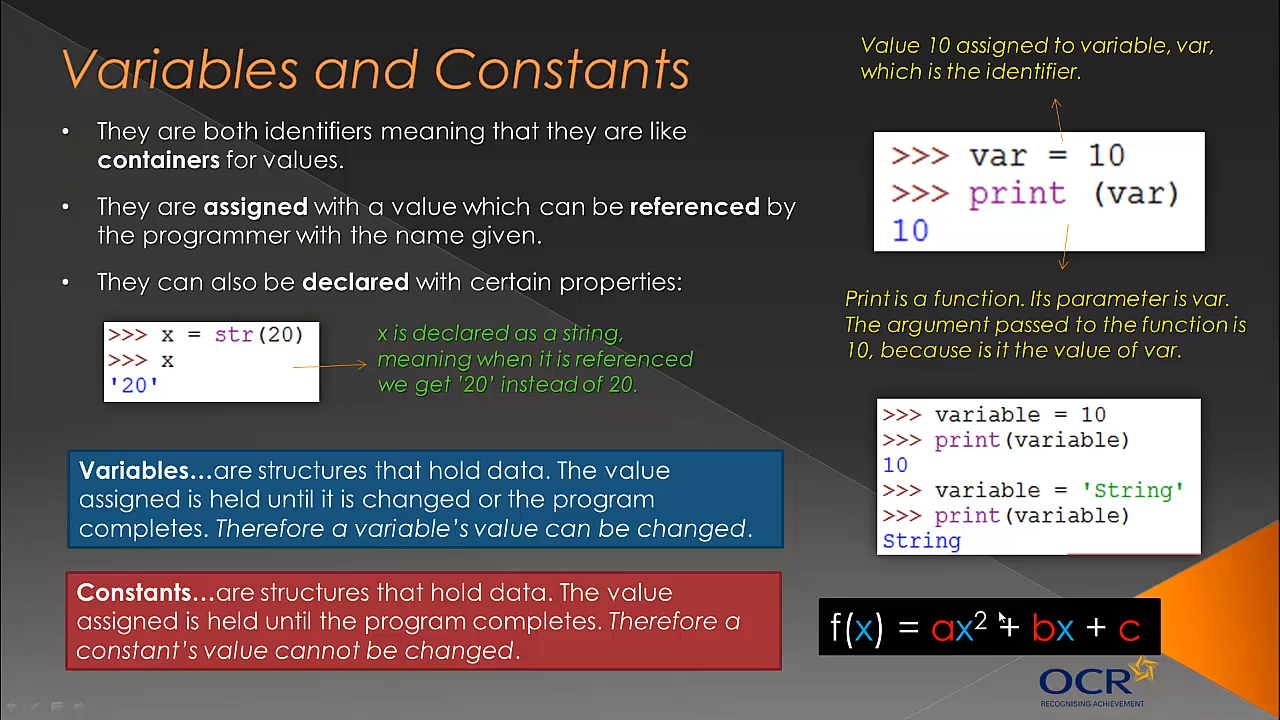 Variables and Constants
• They are both identifiers meaning that they are like
containers for values.
• They are assigned with a value which can be referenced by
the programmer with the name given.
• They can also be declared with certain properties:
>>> x = str(20)
>>> x
'20'
x is declared as a string,
meaning when it is referenced
we get '20' instead of 20.
Variables...are structures that hold data. The value
assigned is held until it is changed or the program
completes. Therefore a variable's value can be changed.
Constants...are structures that hold data. The value
assigned is held until the program completes. Therefore a
constant's value cannot be changed.
Value 10 assigned to variable, var,
which is the identifier.
>>> var = 10
>>> print (var)
10
Print is a function. Its parameter is var.
The argument passed to the function is
10, because is it the value of var.
>>> variable = 10
>>> print(variable)
10
>>> variable = 'String'
>>> print(variable)
String
f(x) = ax² + bx + c
OCR
RECOGNISING ACHIEVEMENT